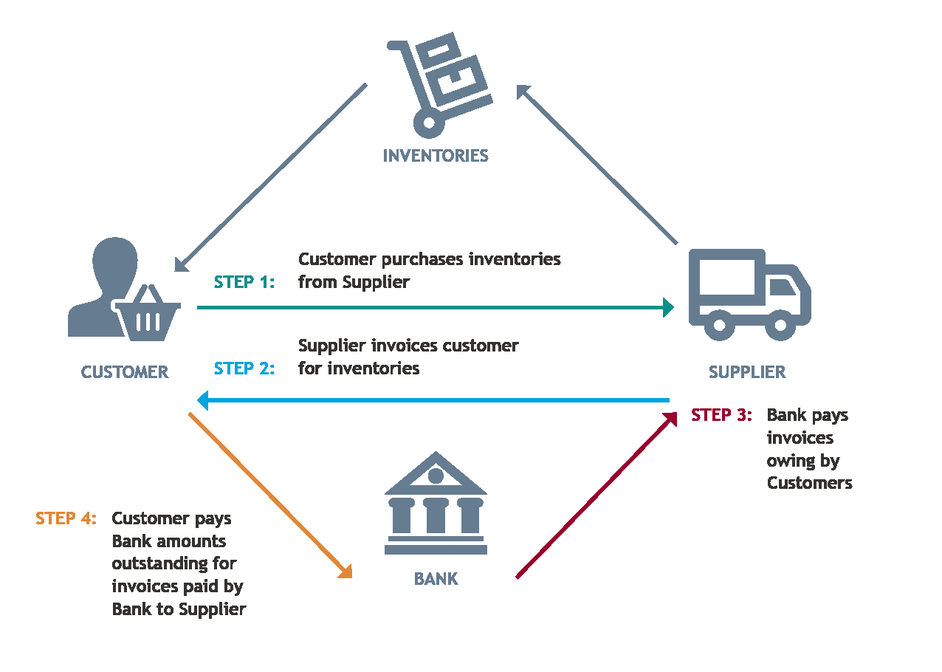 INVENTORIES
Customer purchases inventories
STEP 1: from Supplier
Supplier invoices customer
STEP 2: for inventories
CUSTOMER
SUPPLIER
STEP 3: Bank pays
invoices
owing by
Customers
STEP 4: Customer pays
Bank amounts
outstanding for
invoices paid by
Bank to Supplier
BANK